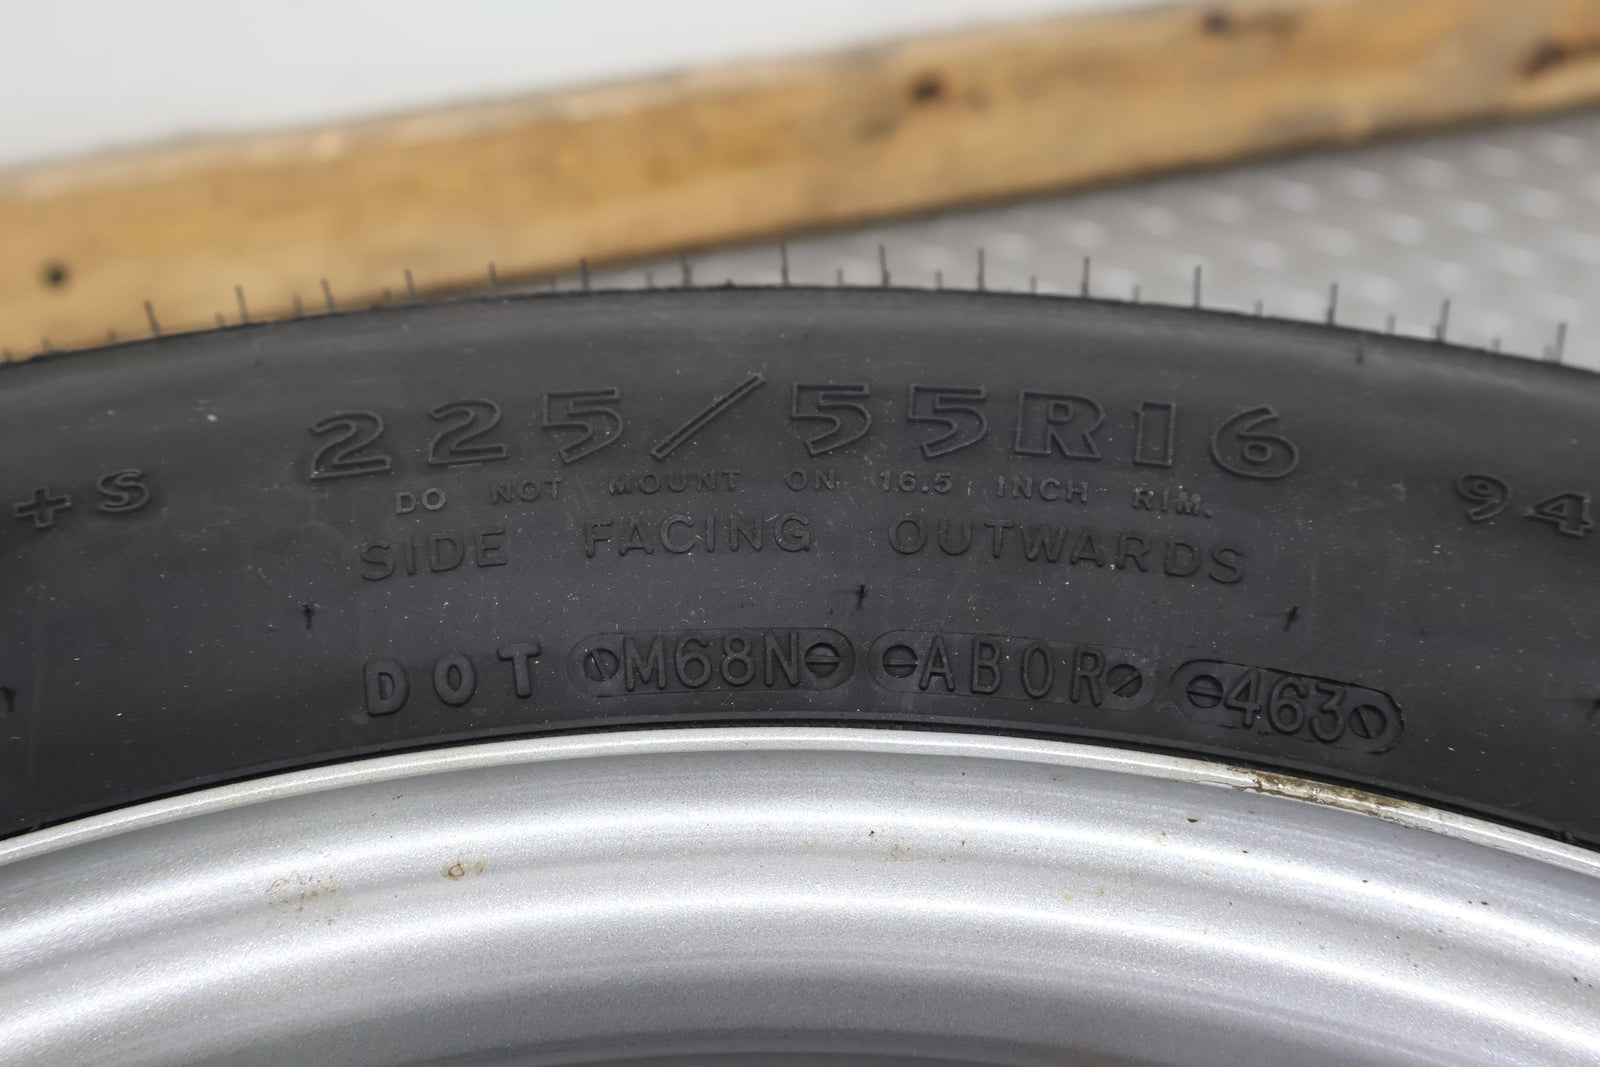 +S 225/55R16 94
DO NOT MOUNT ON 16.5 INCH RIM.
SIDE FACING OUTWARDS
DOT M68N ABOR 463